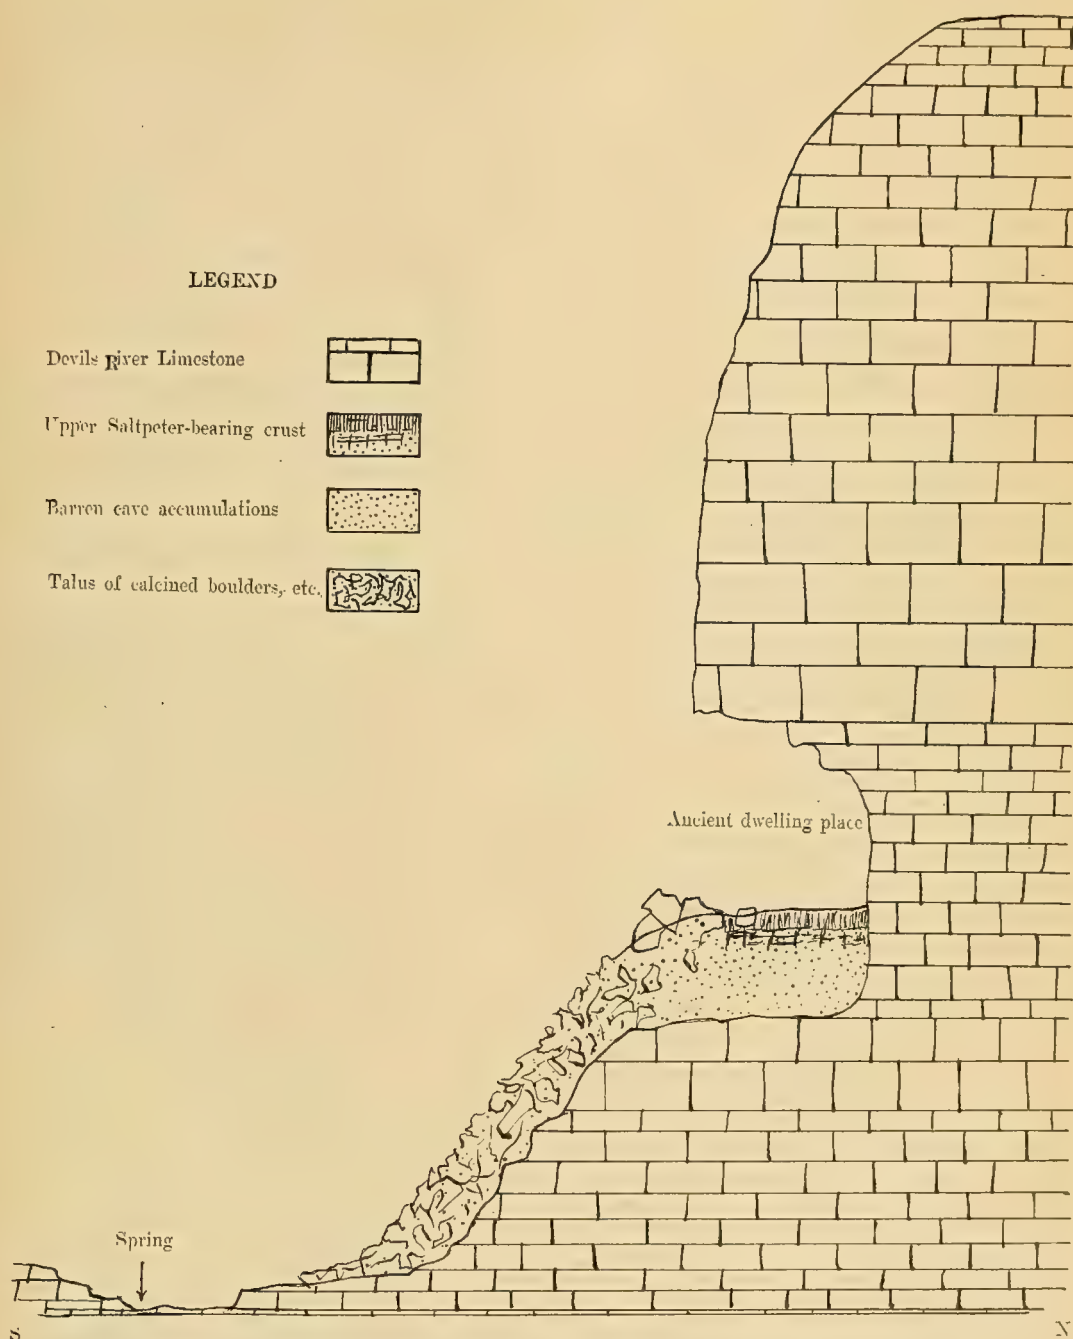 LEGEND
Devils River Limestone
Upper Saltpeter-bearing crust
Barren cave accumulations
Talus of calcined boulders, etc.
Ancient dwelling place
Spring
S
N